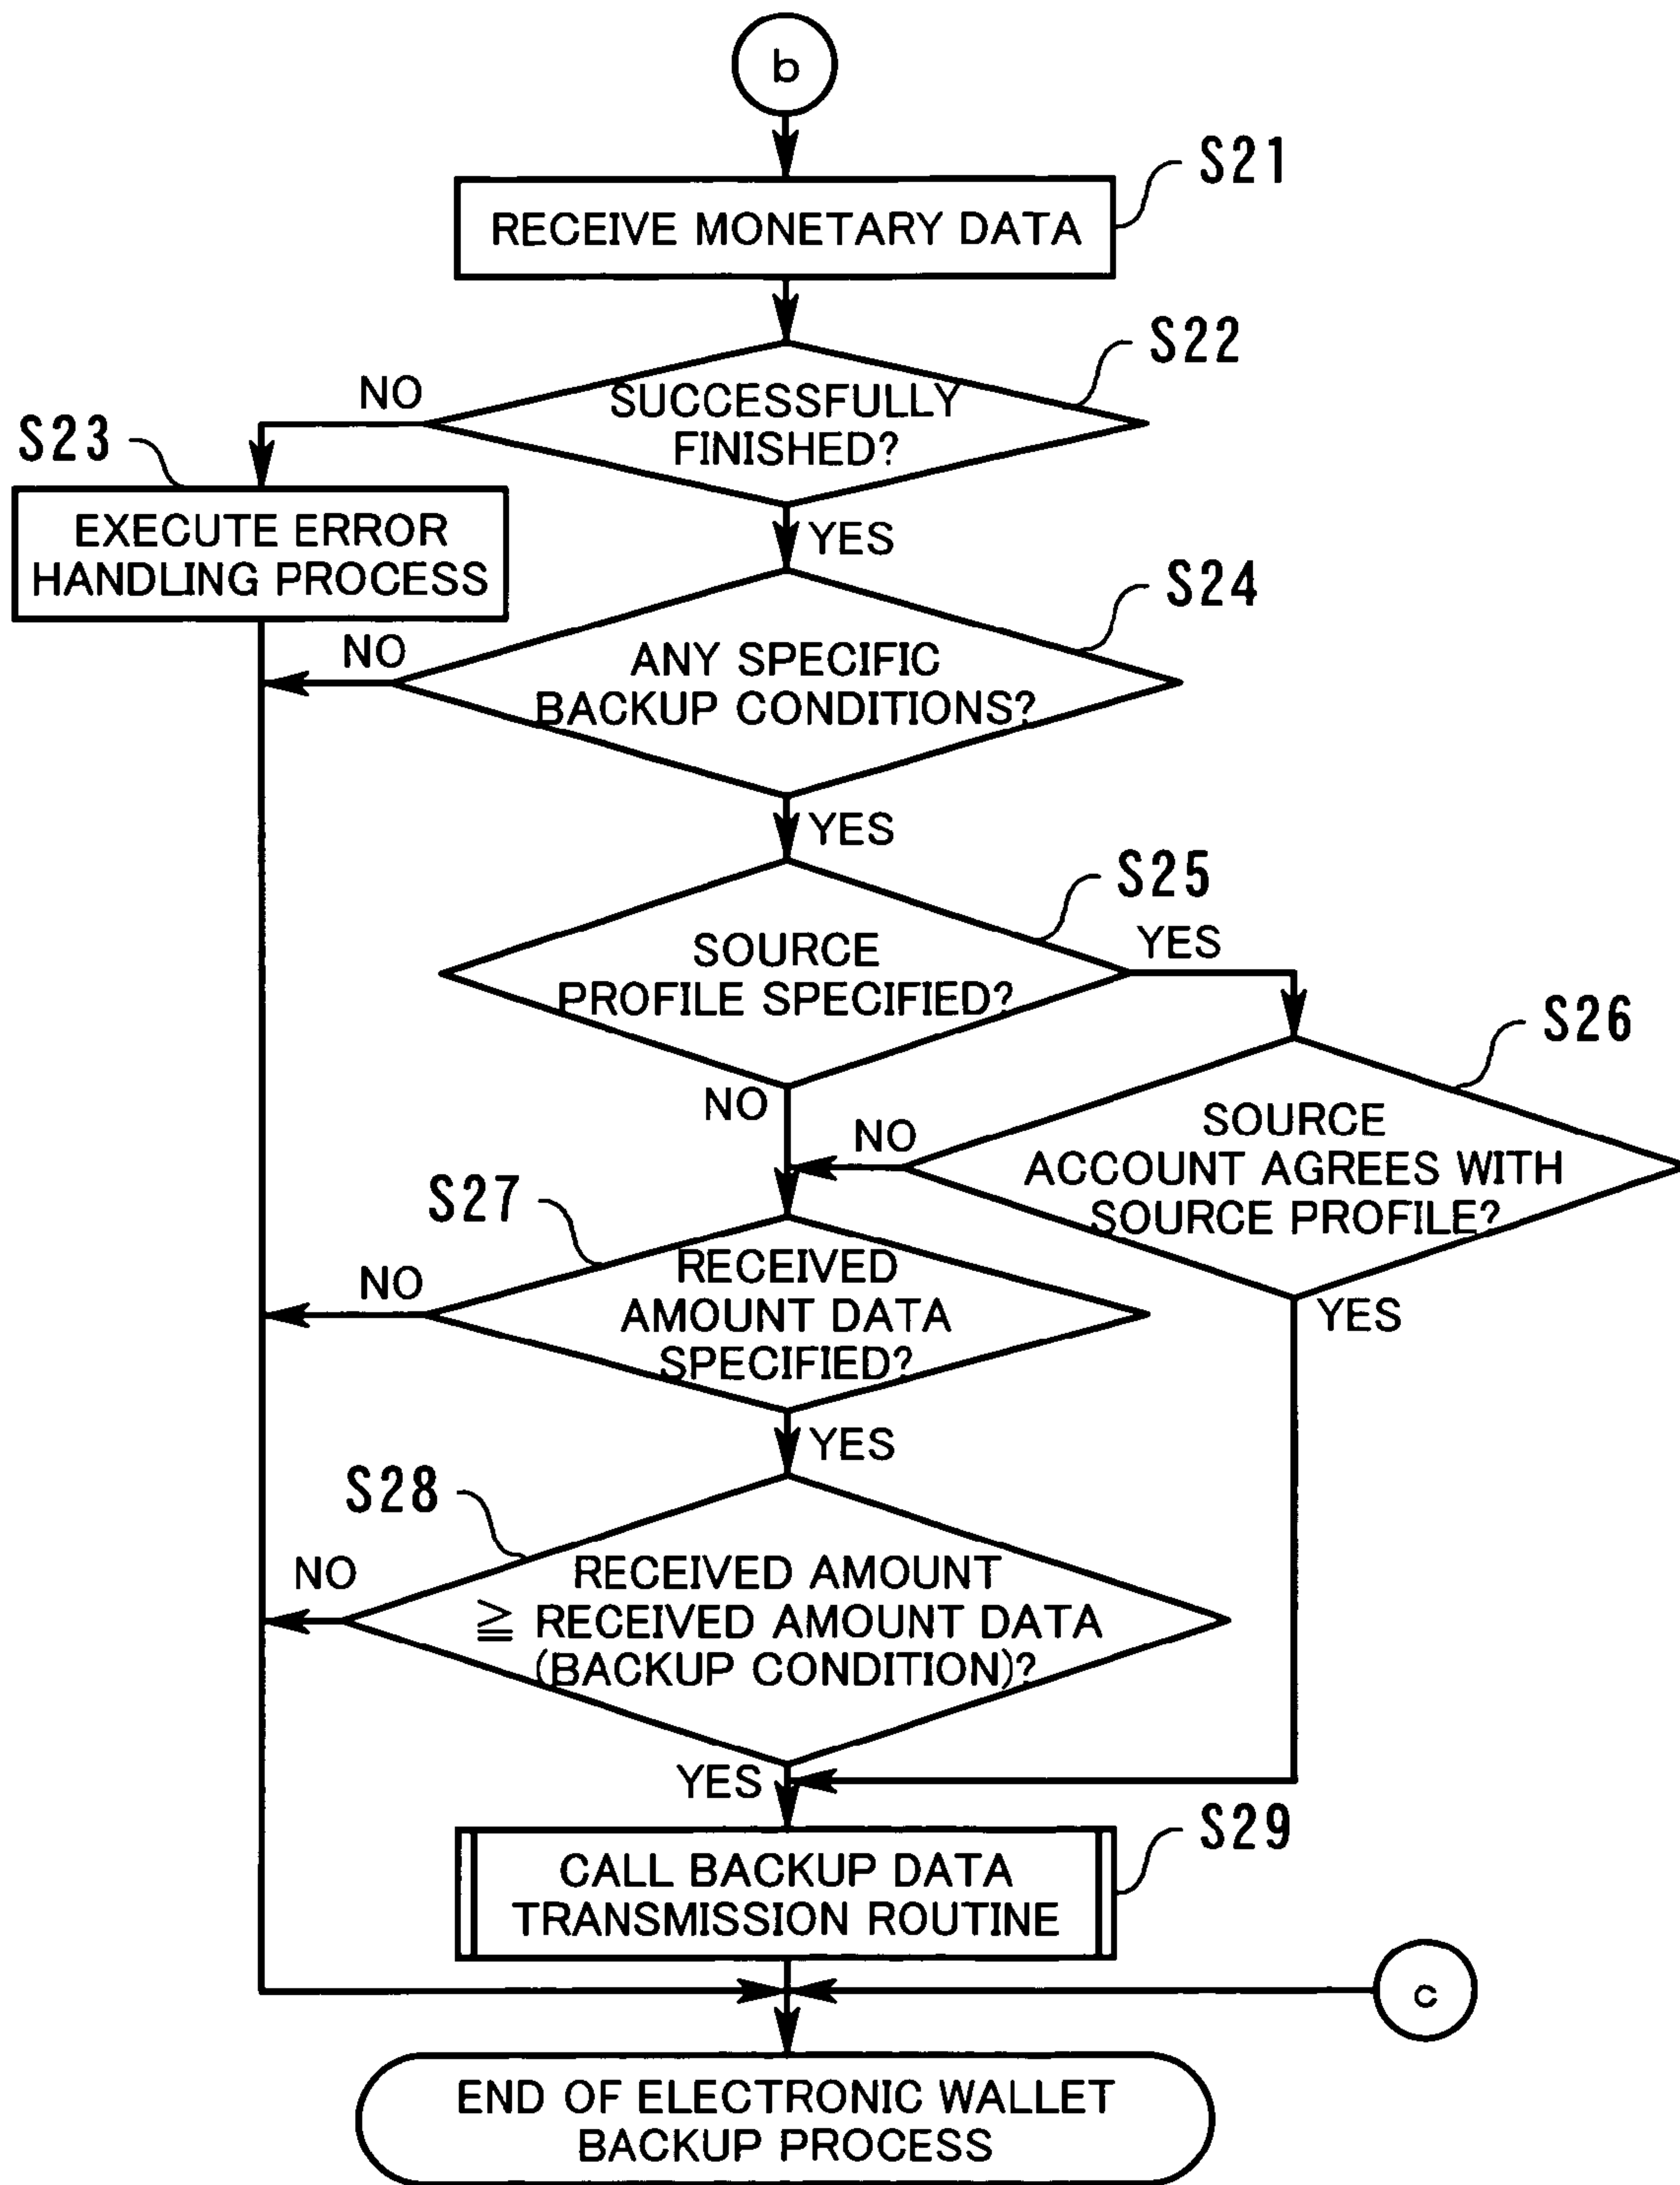 b
S21
RECEIVE MONETARY DATA
S22
NO
SUCCESSFULLY
FINISHED?
S23
EXECUTE ERROR
HANDLING PROCESS
YES
S24
NO
ANY SPECIFIC
BACKUP CONDITIONS?
YES
S25
SOURCE
PROFILE SPECIFIED?
YES
S26
NO
NO
SOURCE
ACCOUNT AGREES WITH
SOURCE PROFILE?
S27
NO
RECEIVED
AMOUNT DATA
SPECIFIED?
YES
YES
S28
NO
RECEIVED AMOUNT
≧ RECEIVED AMOUNT DATA
(BACKUP CONDITION)?
YES
S29
CALL BACKUP DATA
TRANSMISSION ROUTINE
c
END OF ELECTRONIC WALLET
BACKUP PROCESS